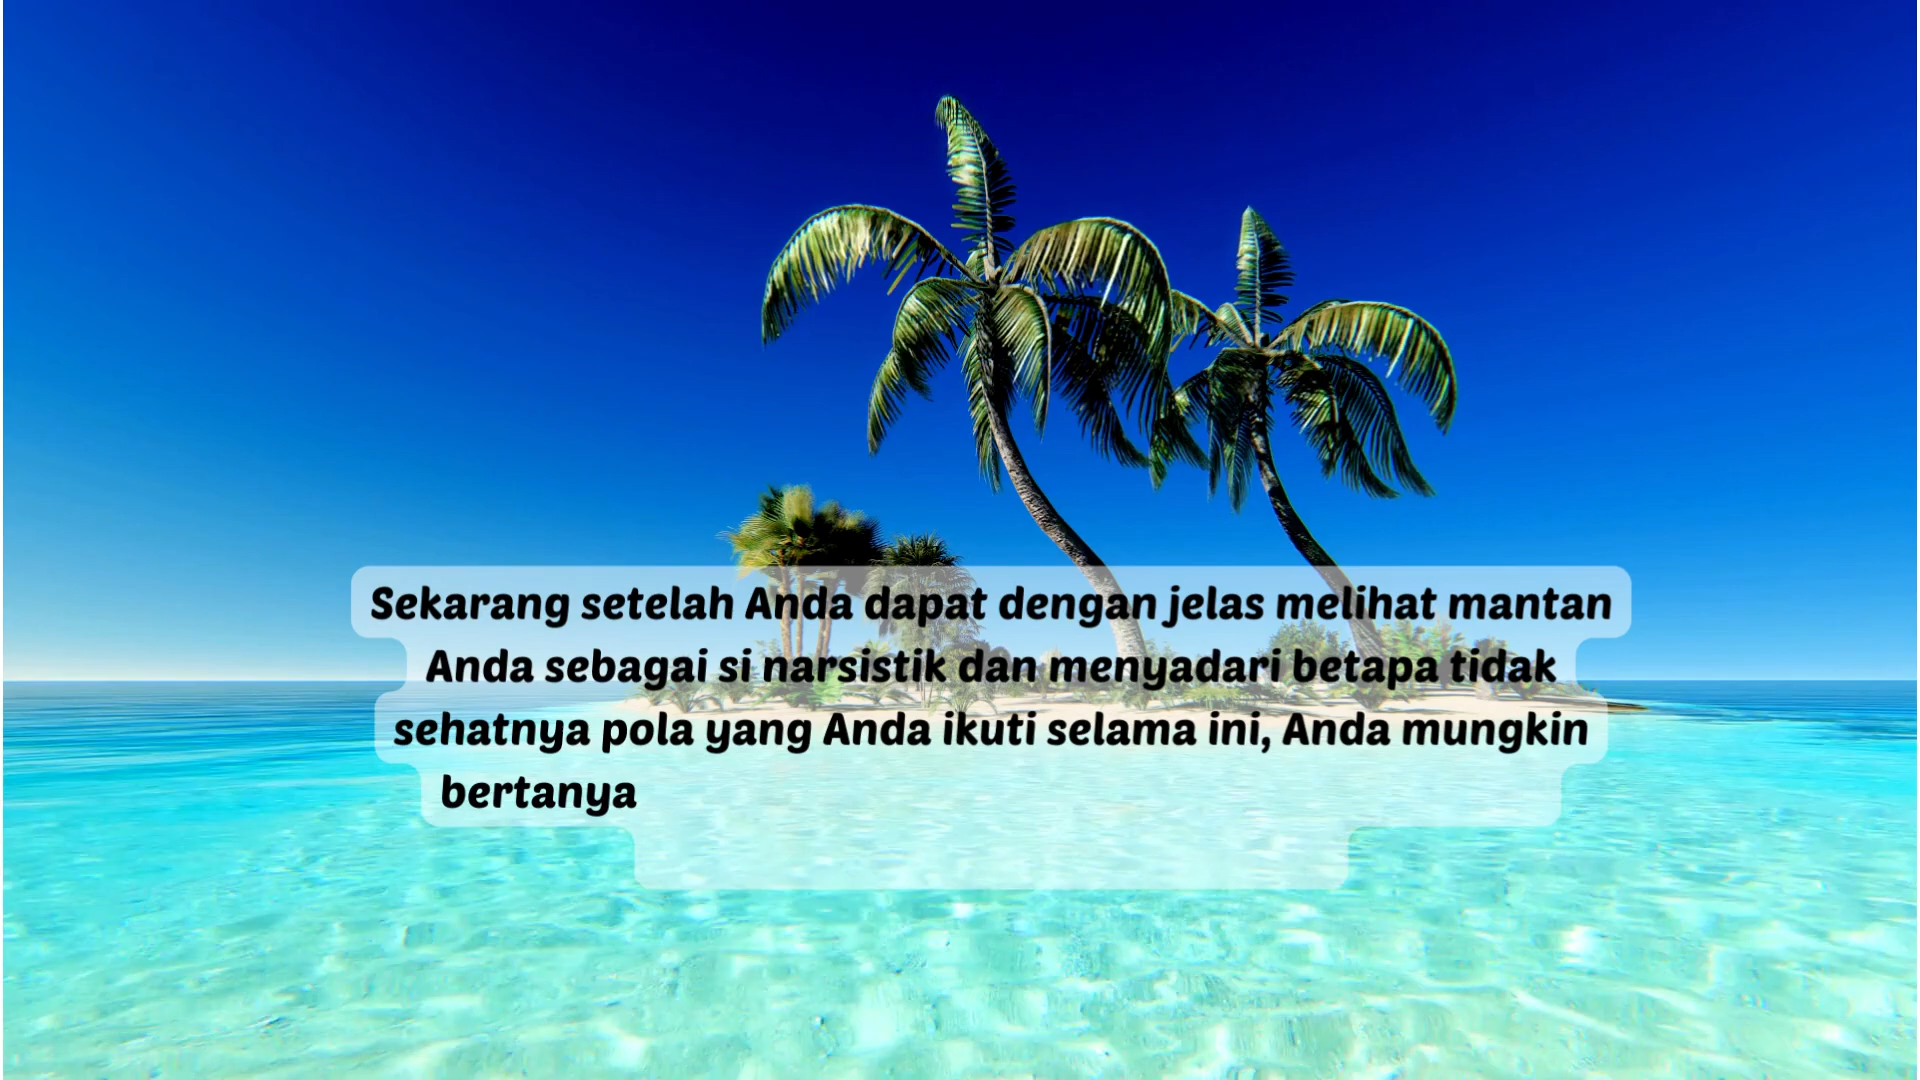 Sekarang setelah Anda dapat dengan jelas melihat mantan
Anda sebagai si narsistik dan menyadari betapa tidak
sehatnya pola yang Anda ikuti selama ini, Anda mungkin
bertanya